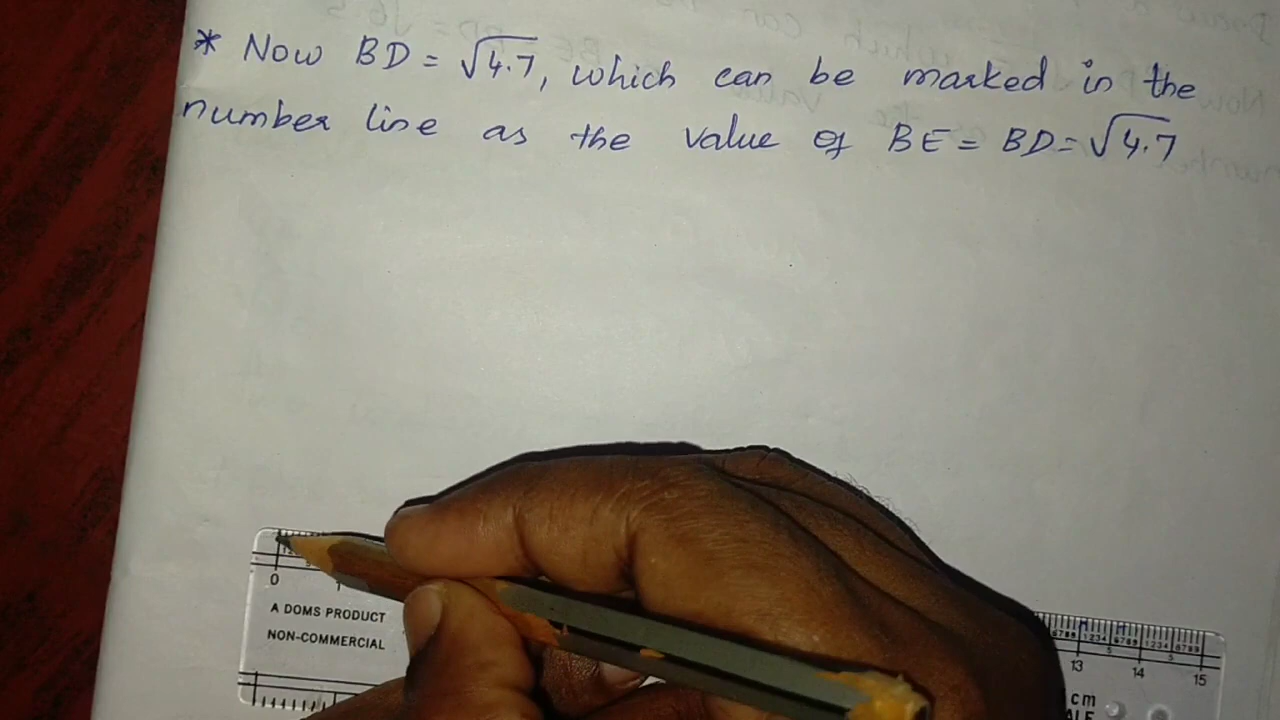 * Now BD = √4.7, which can be marked in the
number line as the value of BE = BD = √4.7
0 1
A DOMS PRODUCT
NON-COMMERCIAL
13 14 15
cm